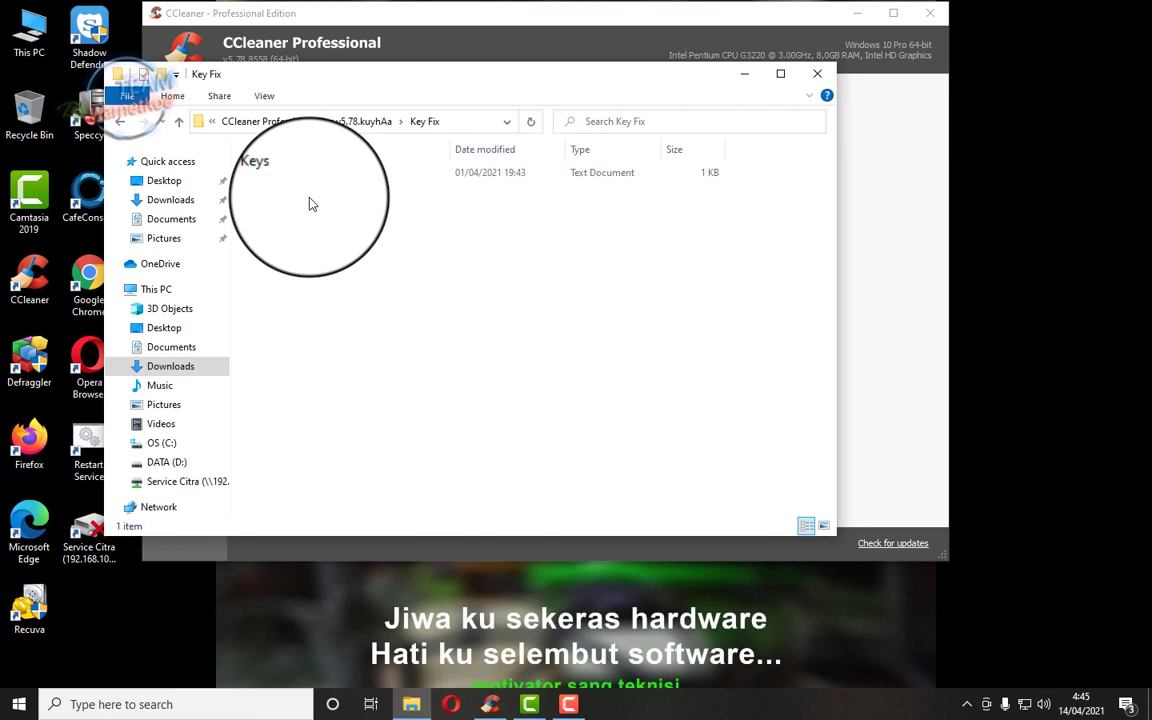 This PC
Shadow
Defende
Recycle Bin
Speccy
Camtasia
2019
CafeCons
CCleaner
Google
Chrome
Defraggler
Opera
Browse
Firefox
Restart
Service
Microsoft
Edge
Service Citra
(192.168.10...
Recuva
CCleaner - Professional Edition
CCleaner Professional
v5.78.8558 (64-bit)
Windows 10 Pro 64-bit
Intel Pentium CPU G3220 @ 3.00GHz, 8,0GB RAM, Intel HD Graphics
Key Fix
File
Home
Share
View
TEAM
«
CCleaner Profe
v5.78.kuyhAa
›
Key Fix
Search Key Fix
Date modified
Type
Size
Keys
01/04/2021 19:43
Text Document
1 KB
Quick access
Desktop
Downloads
Documents
Pictures
OneDrive
This PC
3D Objects
Desktop
Documents
Downloads
Music
Pictures
Videos
OS (C:)
DATA (D:)
Service Citra (\\192.
Network
1 item
Check for updates
Jiwa ku sekeras hardware
Hati ku selembut software...
motivator sang teknisi
Type here to search
4:45
14/04/2021
3